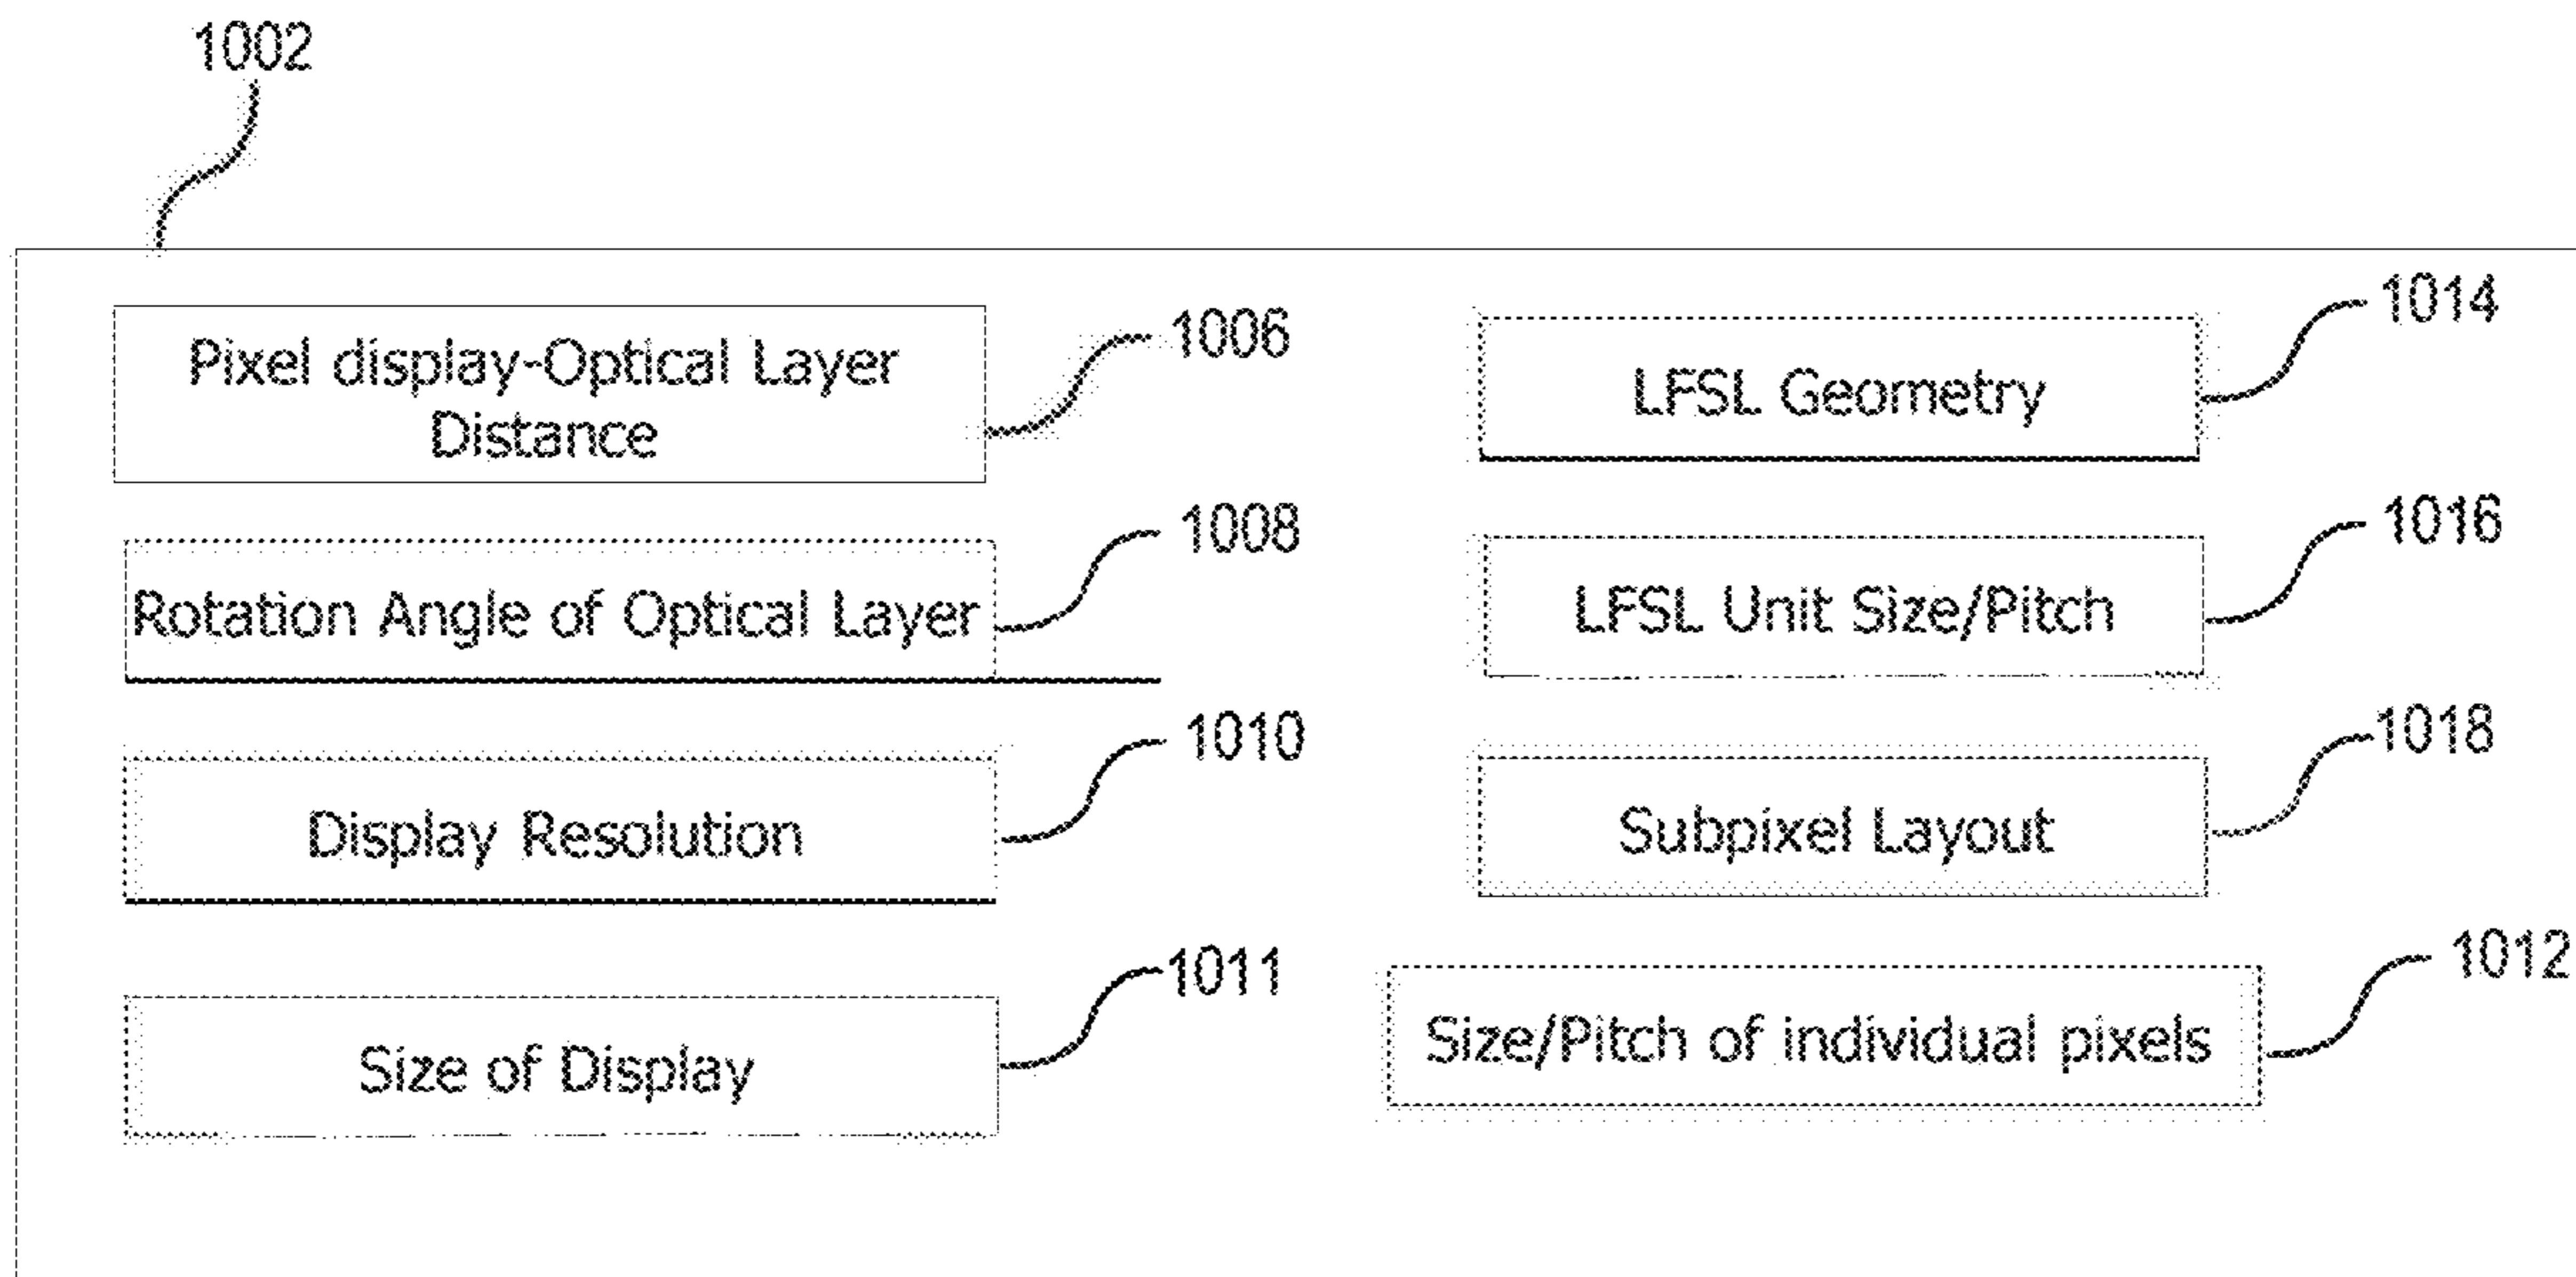 1002
Pixel display-Optical Layer
Distance
1006
Rotation Angle of Optical Layer
1008
Display Resolution
1010
Size of Display
1011
LFSL Geometry
1014
LFSL Unit Size/Pitch
1016
Subpixel Layout
1018
Size/Pitch of individual pixels
1012